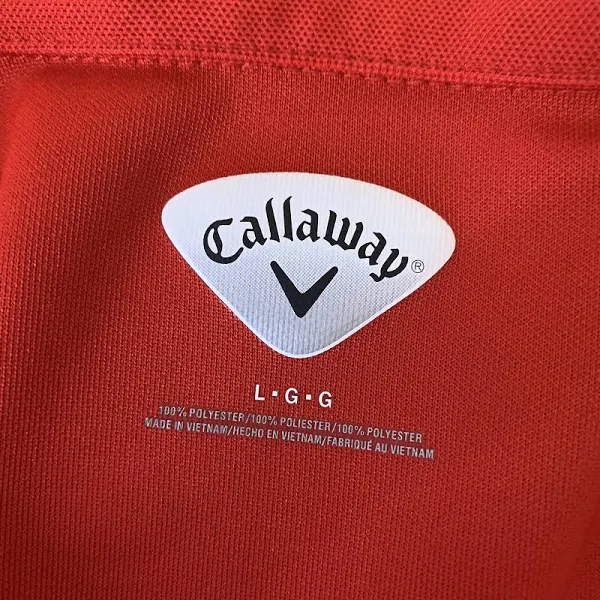 Callaway®
L▪G▪G
100% POLYESTER/100% POLIESTER/100% POLYESTER
MADE IN VIETNAM/HECHO EN VIETNAM/FABRIQUÉ AU VIETNAM